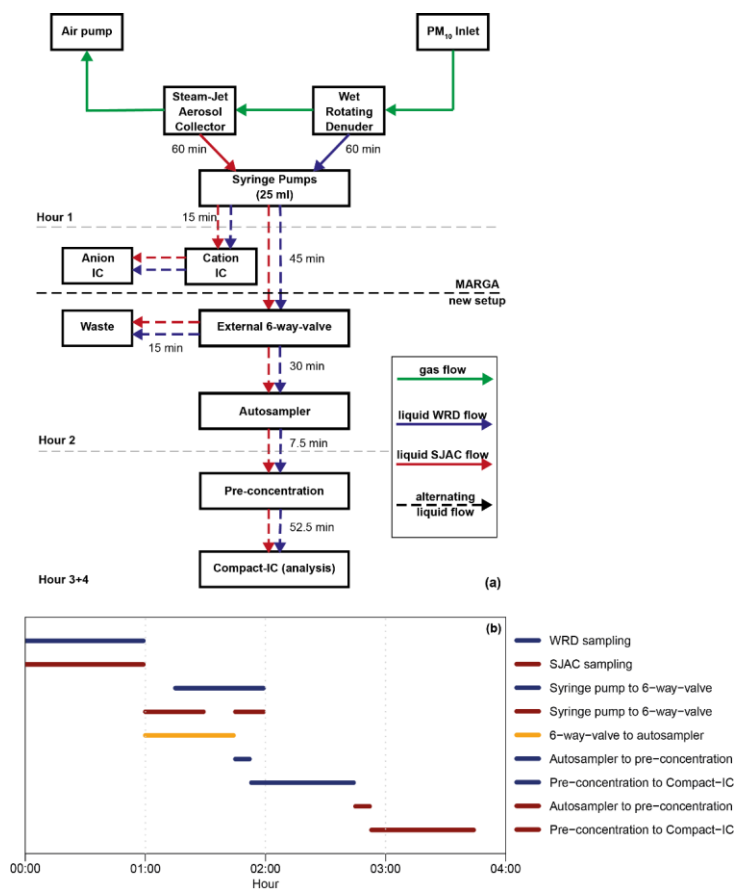 Air pump
PM10 Inlet
Steam-Jet
Aerosol
Collector
Wet
Rotating
Denuder
60 min
60 min
Syringe Pumps
(25 ml)
Hour 1
15 min
Anion
IC
Cation
IC
45 min
MARGA
new setup
Waste
External 6-way-valve
15 min
30 min
gas flow
liquid WRD flow
liquid SJAC flow
alternating
liquid flow
Autosampler
Hour 2
7.5 min
Pre-concentration
52.5 min
Compact-IC (analysis)
Hour 3+4
(a)
(b)
WRD sampling
SJAC sampling
Syringe pump to 6-way-valve
Syringe pump to 6-way-valve
6-way-valve to autosampler
Autosampler to pre-concentration
Pre-concentration to Compact-IC
Autosampler to pre-concentration
Pre-concentration to Compact-IC
00:00 01:00 02:00 03:00 04:00
Hour